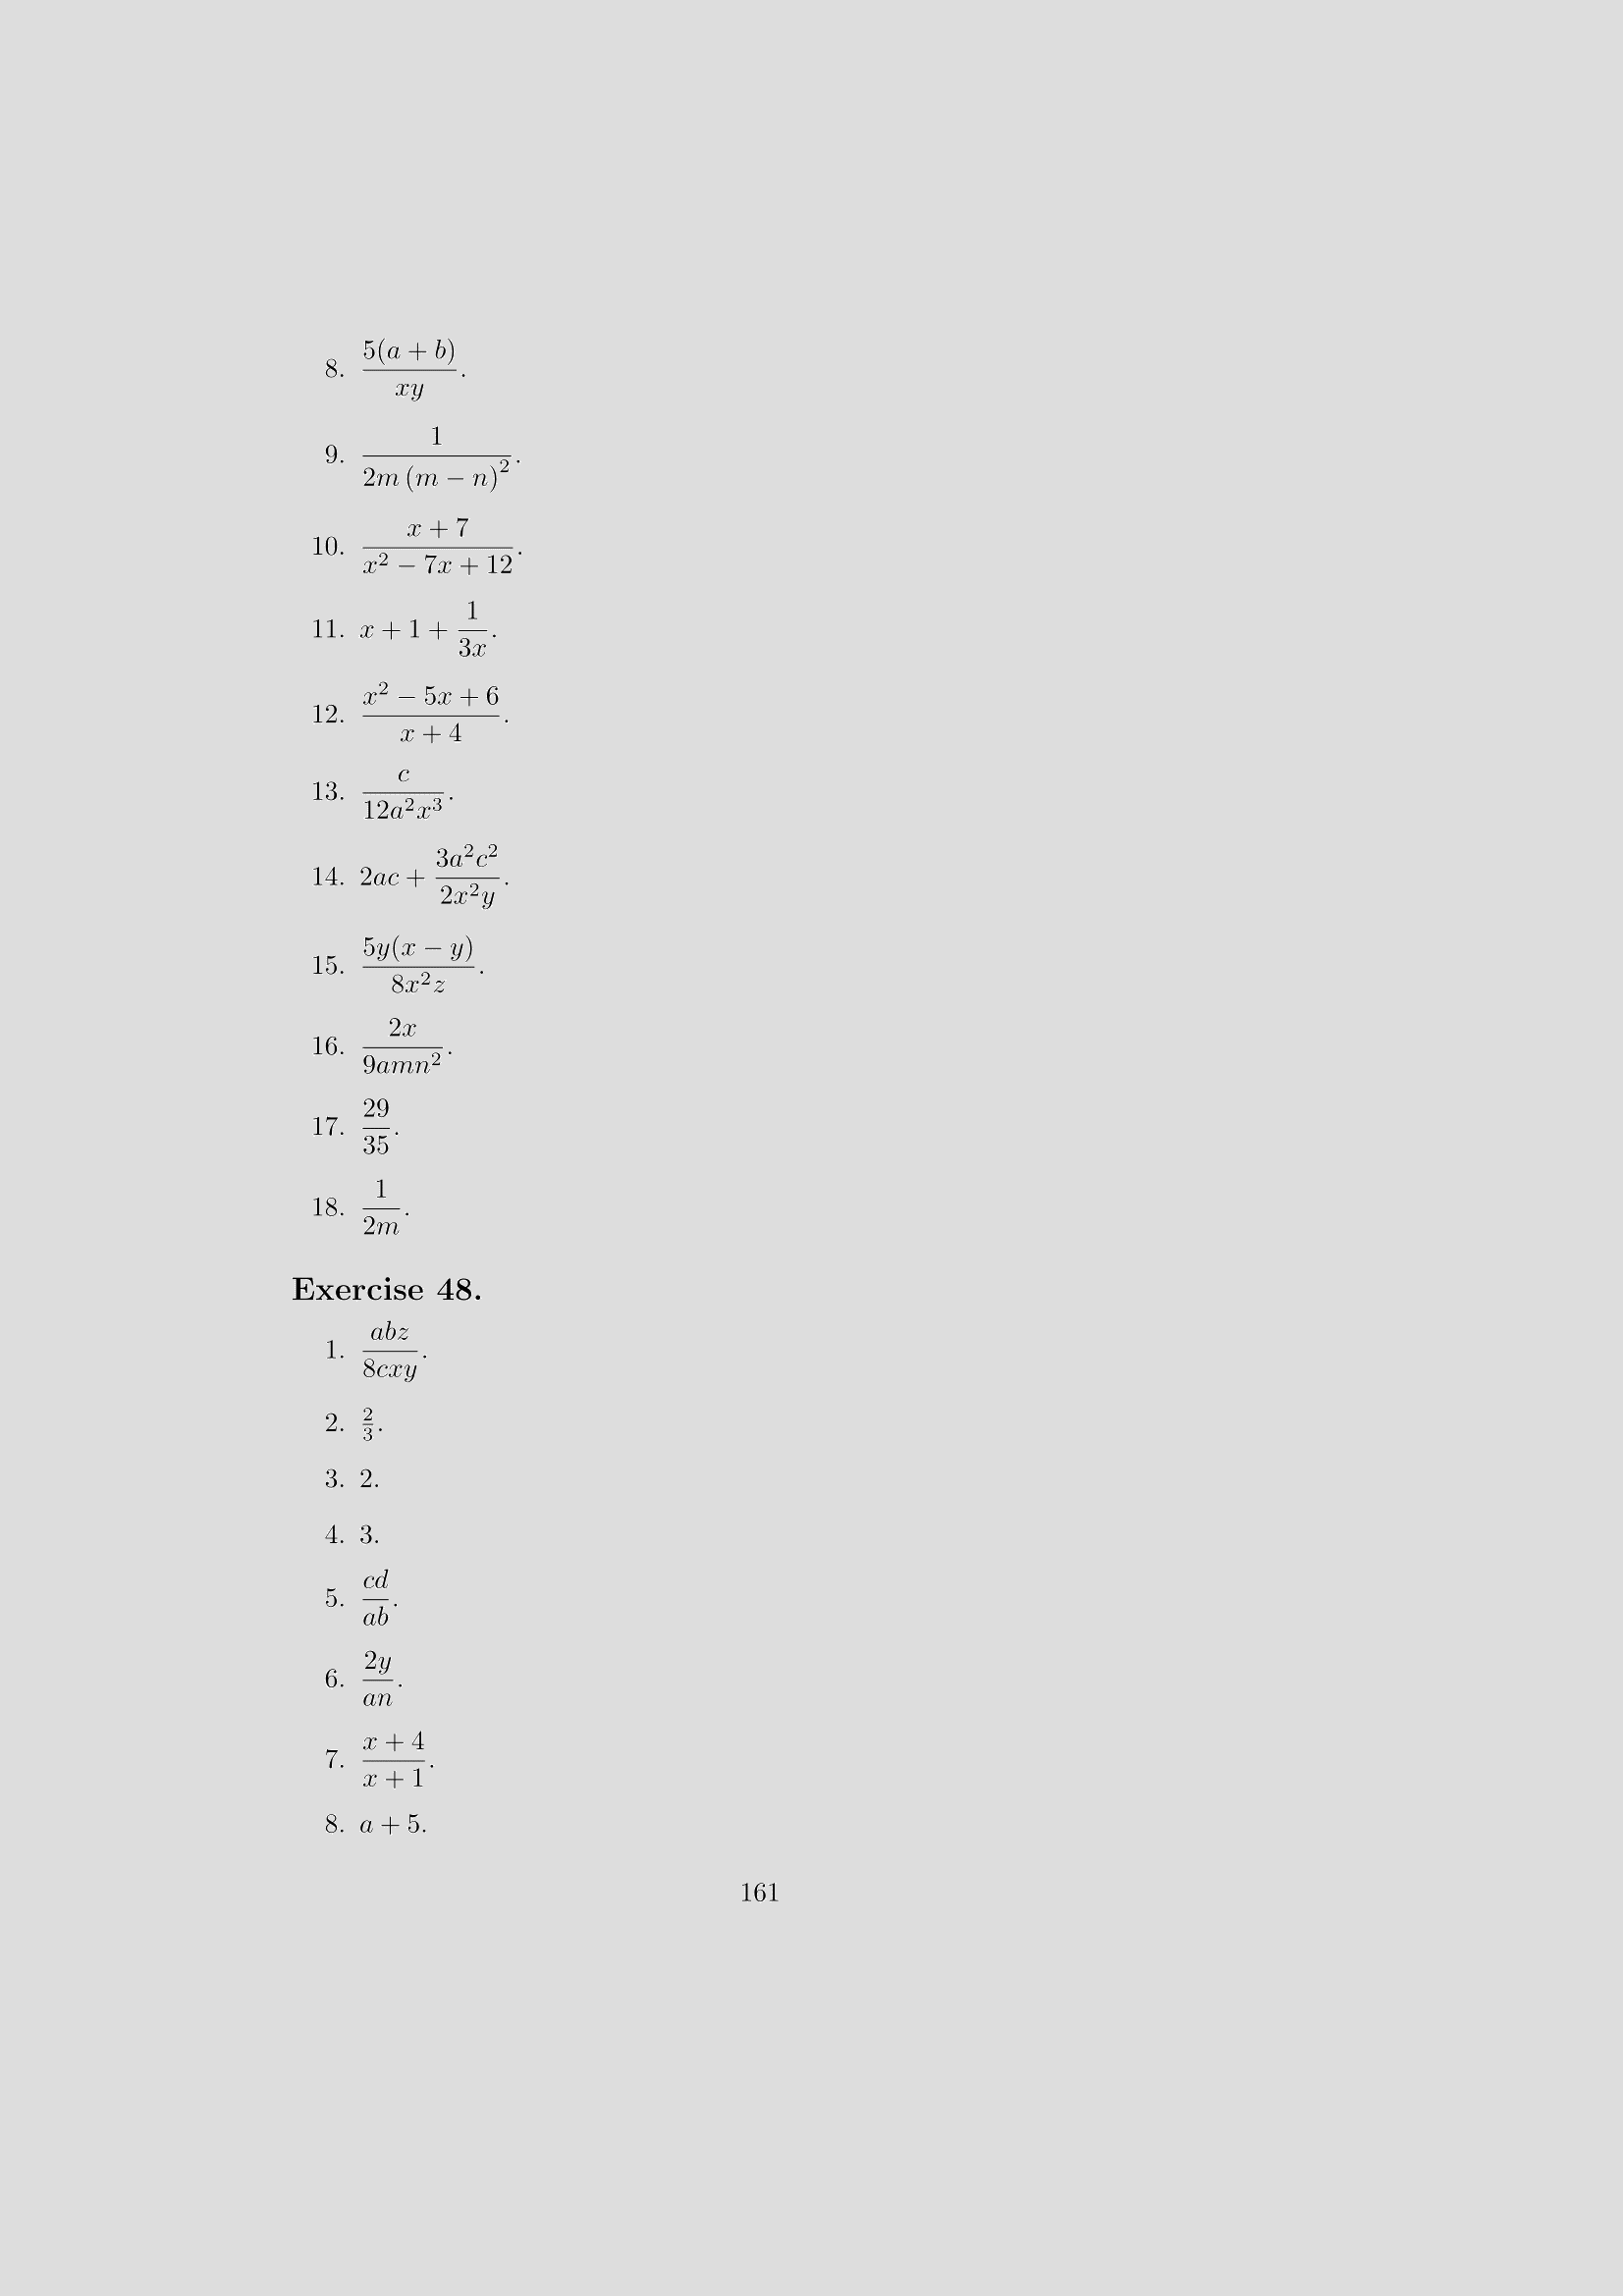 8. \frac{5(a+b)}{xy}.
9. \frac{1}{2m\,(m-n)^2}.
10. \frac{x+7}{x^2-7x+12}.
11. x+1+\frac{1}{3x}.
12. \frac{x^2-5x+6}{x+4}.
13. \frac{c}{12a^2x^3}.
14. 2ac+\frac{3a^2c^2}{2x^2y}.
15. \frac{5y(x-y)}{8x^2z}.
16. \frac{2x}{9amn^2}.
17. \frac{29}{35}.
18. \frac{1}{2m}.
Exercise 48.
1. \frac{abz}{8cxy}.
2. \frac{2}{3}.
3. 2.
4. 3.
5. \frac{cd}{ab}.
6. \frac{2y}{an}.
7. \frac{x+4}{x+1}.
8. a+5.
161